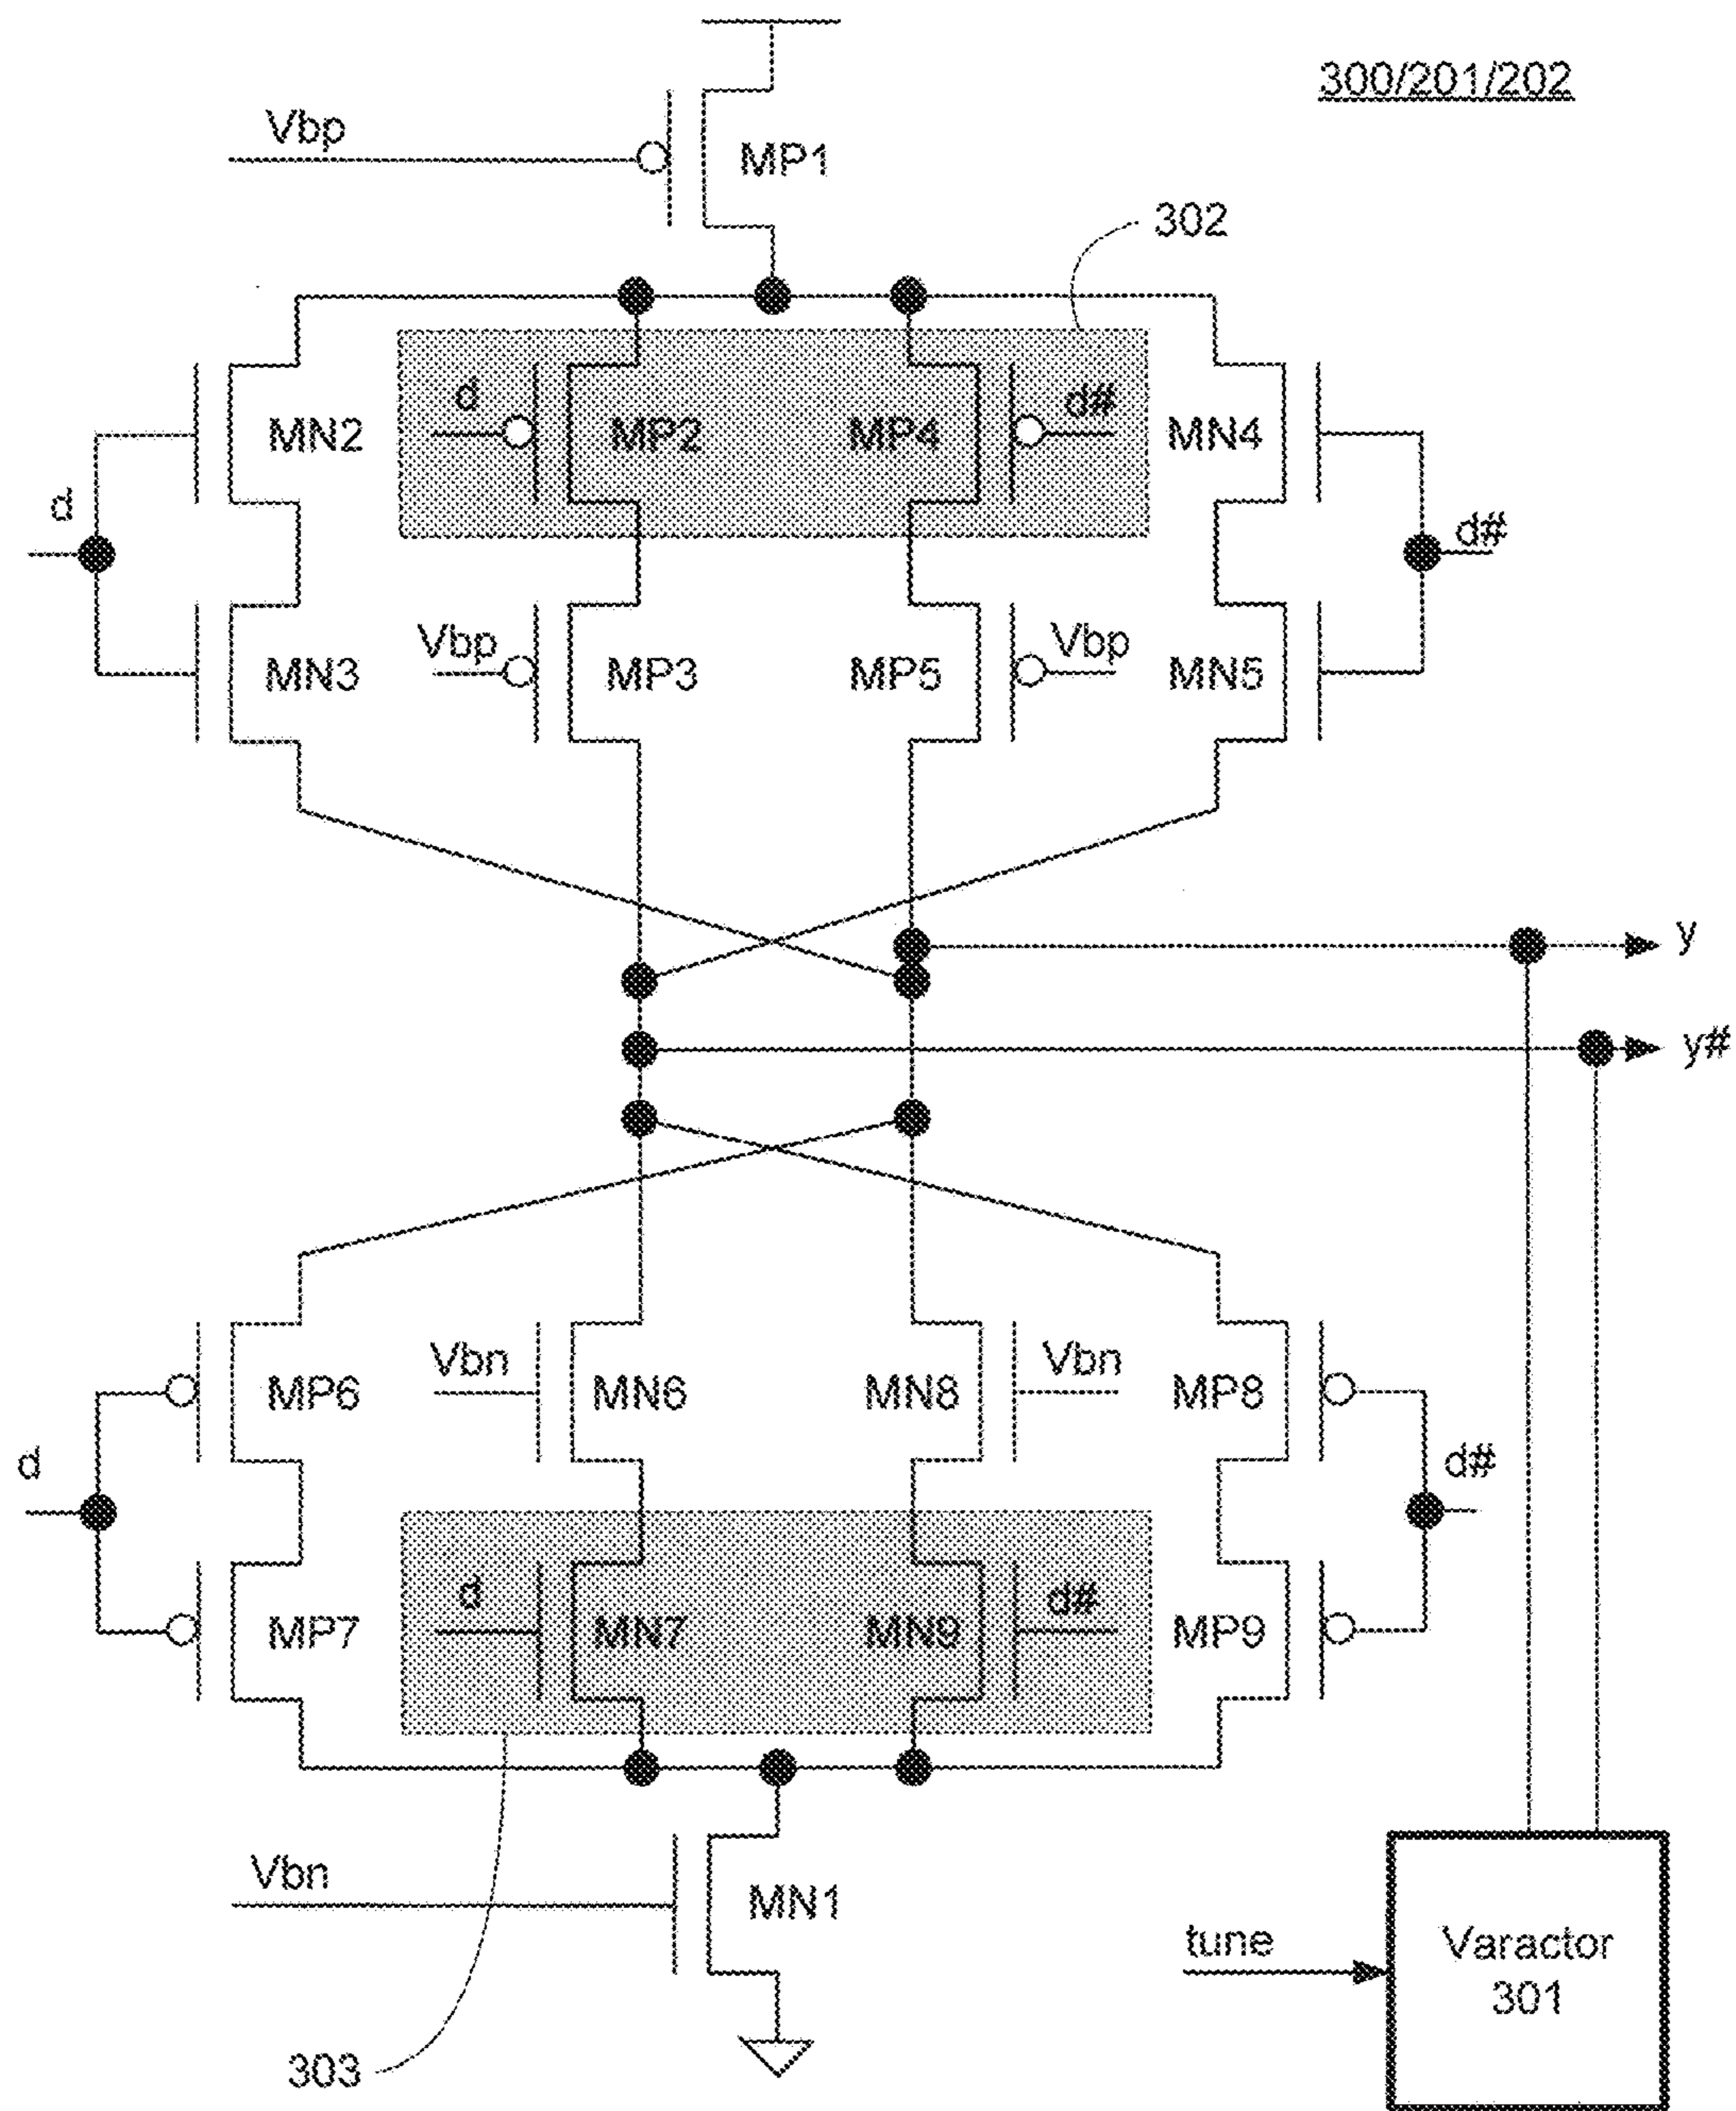 300/201/202
Vbp
MP1
302
d
d#
MN2
MP2
MP4
MN4
d
d#
Vbp
Vbp
MN3
MP3
MP5
MN5
y
y#
Vbn
Vbn
MP6
MN6
MN8
MP8
d
d#
d
d#
MP7
MN7
MN9
MP9
Vbn
MN1
tune
Varactor
301
303